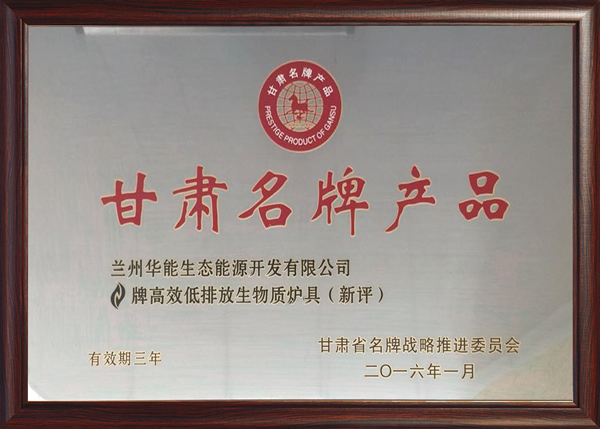 甘肃名牌产品
PRESTIGE PRODUCT OF GANSU
甘肃名牌产品
兰州华能生态能源开发有限公司
牌高效低排放生物质炉具（新评）
有效期三年
甘肃省名牌战略推进委员会
二〇一六年一月